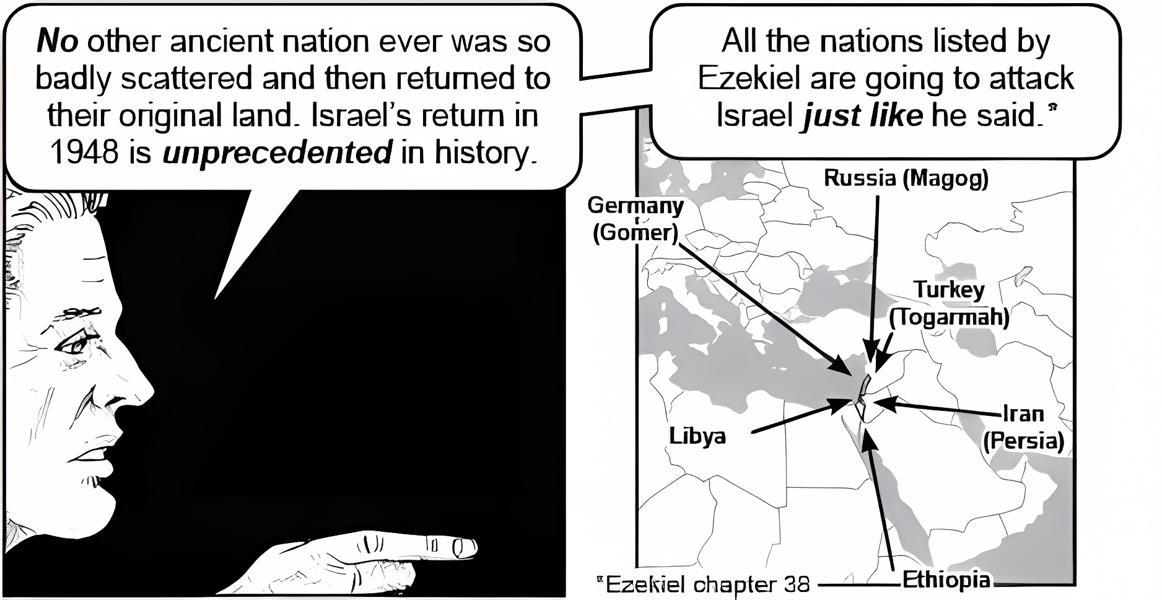 No other ancient nation ever was so
badly scattered and then returned to
their original land. Israel's return in
1948 is unprecedented in history.
All the nations listed by
Ezekiel are going to attack
Israel just like he said.*
Russia (Magog)
Germany
(Gomer)
Turkey
(Togarmah)
Iran
(Persia)
Libya
Ethiopia
*Ezekiel chapter 38